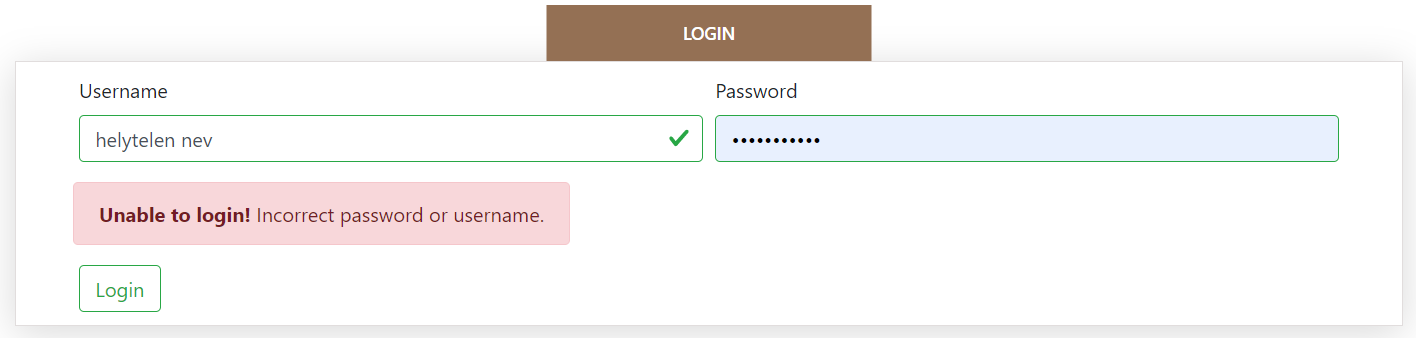 LOGIN
Username
Password
helytelen nev
•••••••••••
Unable to login! Incorrect password or username.
Login